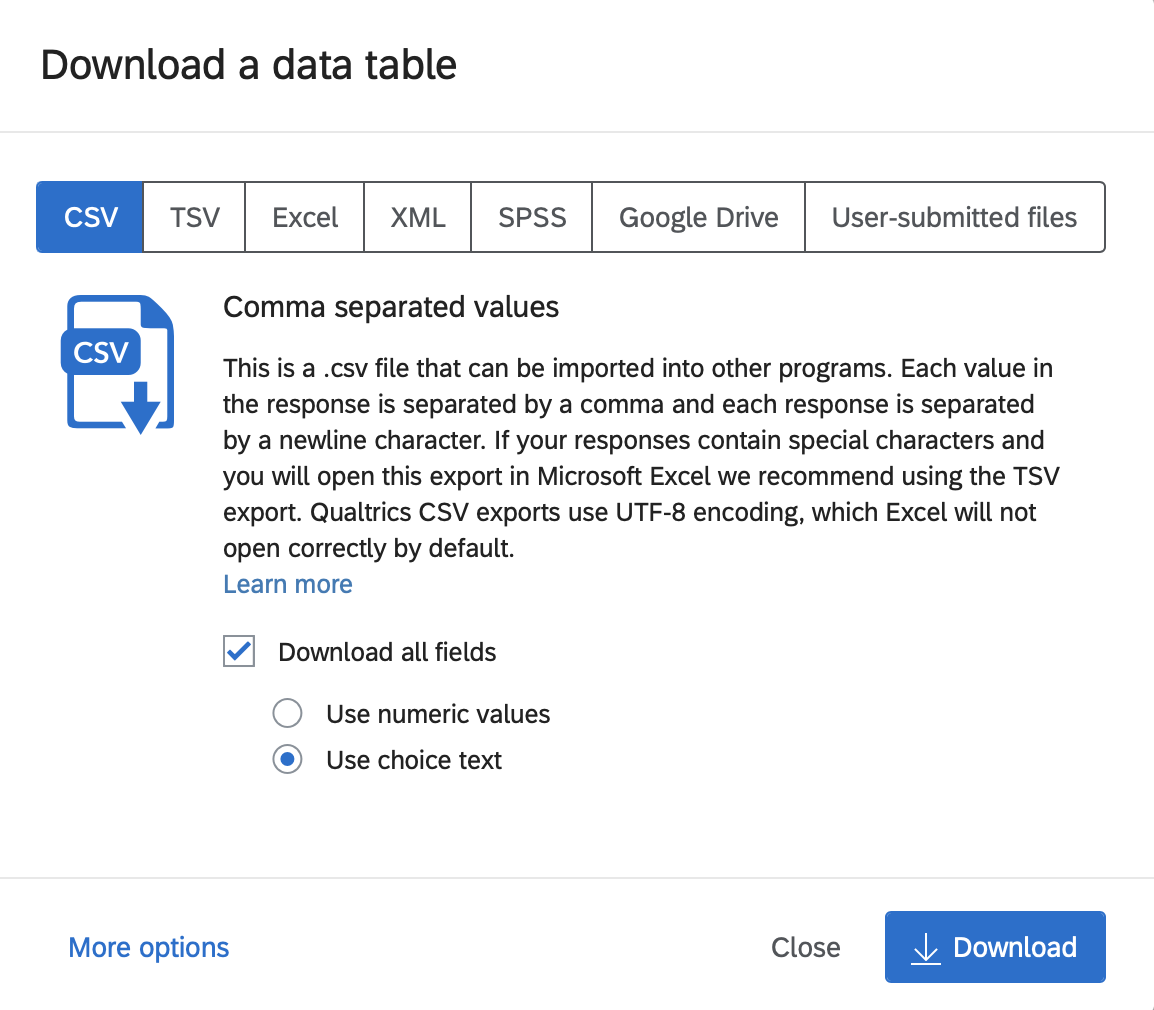 Download a data table
CSV TSV Excel XML SPSS Google Drive User-submitted files
CSV
Comma separated values
This is a .csv file that can be imported into other programs. Each value in
the response is separated by a comma and each response is separated
by a newline character. If your responses contain special characters and
you will open this export in Microsoft Excel we recommend using the TSV
export. Qualtrics CSV exports use UTF-8 encoding, which Excel will not
open correctly by default.
Learn more
Download all fields
Use numeric values
Use choice text
More options Close Download